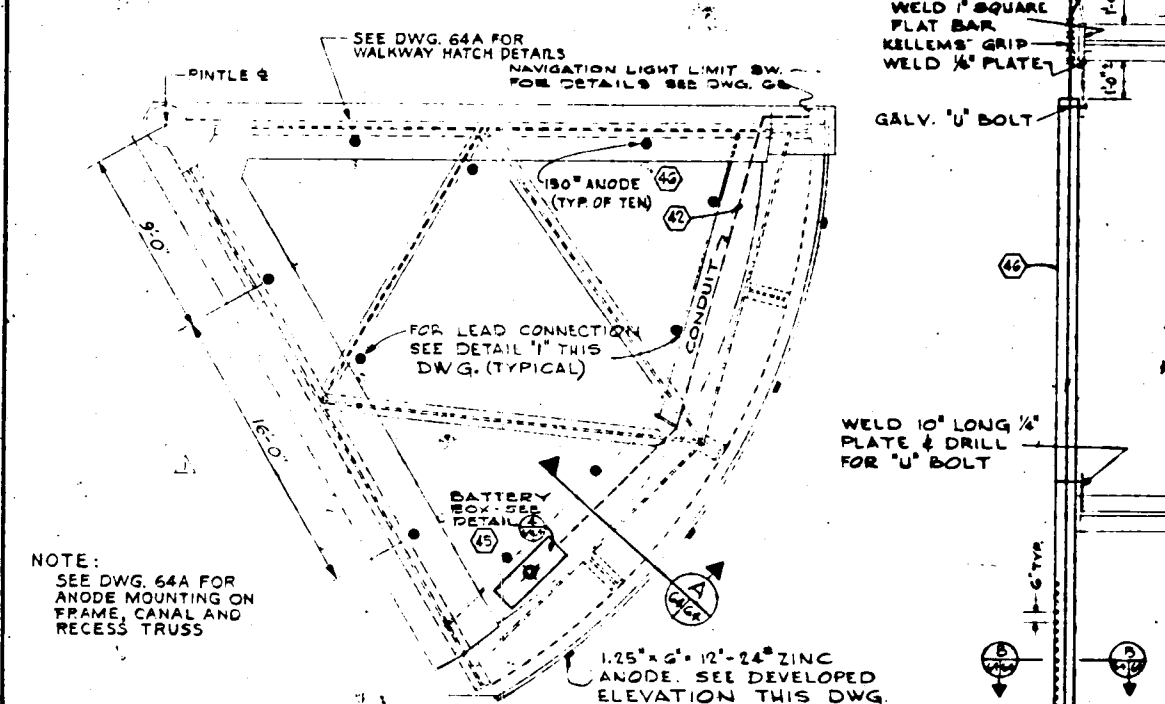 SEE DWG. 64A FOR
WALKWAY HATCH DETAILS
PINTLE ℄
NAVIGATION LIGHT LIMIT SW.
FOR DETAILS SEE DWG.
150# ANODE
(TYP. OF TEN)
46
42
CONDUIT
9'-0"
16'-0"
FOR LEAD CONNECTION
SEE DETAIL "1" THIS
DWG. (TYPICAL)
BATTERY
BOX - SEE
DETAIL
45
A
NOTE:
SEE DWG. 64A FOR
ANODE MOUNTING ON
FRAME, CANAL AND
RECESS TRUSS
1.25" x 6" x 12" - 24# ZINC
ANODE. SEE DEVELOPED
ELEVATION THIS DWG.
WELD 1" SQUARE
FLAT BAR
KELLEMS GRIP
WELD ⅛" PLATE
1'-0"
GALV. "U" BOLT
46
WELD 10" LONG ¼"
PLATE & DRILL
FOR "U" BOLT
6" TYP.
B
B